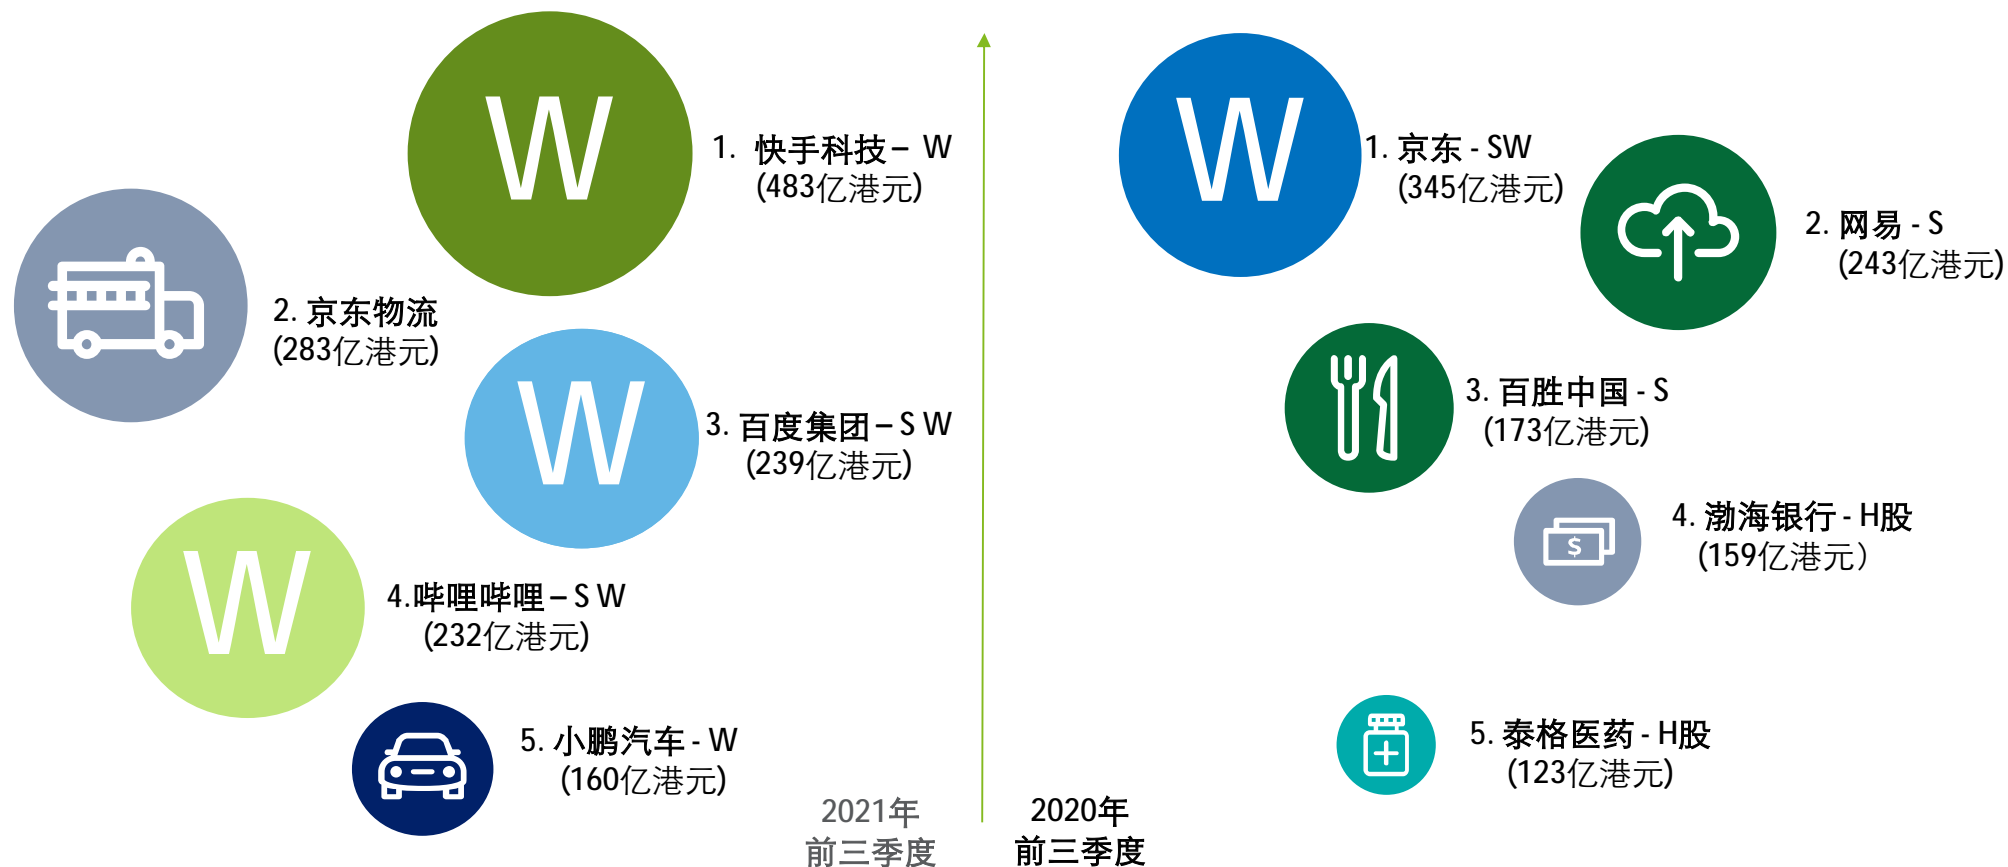 W
1. 快手科技 – W
(483亿港元)
2. 京东物流
(283亿港元)
W
3. 百度集团 – S W
(239亿港元)
W
4.哔哩哔哩 – S W
(232亿港元)
5. 小鹏汽车 - W
(160亿港元)
2021年
前三季度
W
1. 京东 - SW
(345亿港元)
2. 网易 - S
(243亿港元)
3. 百胜中国 - S
(173亿港元)
$
4. 渤海银行 - H股
(159亿港元）
5. 泰格医药 - H股
(123亿港元)
2020年
前三季度